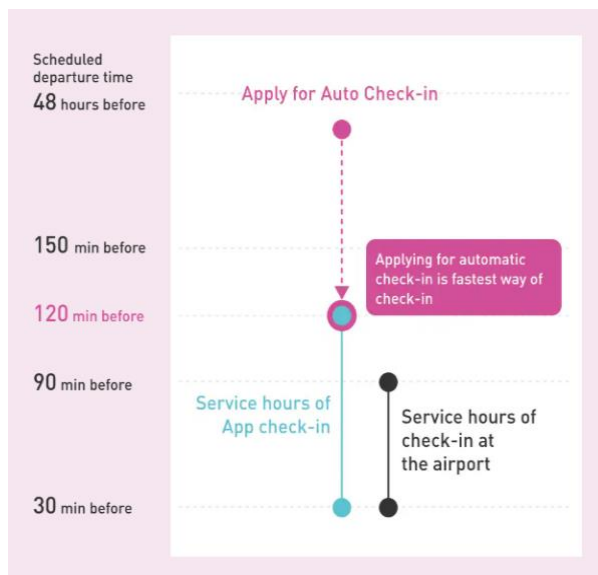 Scheduled
departure time
48 hours before
Apply for Auto Check-in
150 min before
Applying for automatic
check-in is fastest way of
check-in
120 min before
90 min before
Service hours of
App check-in
Service hours of
check-in at
the airport
30 min before